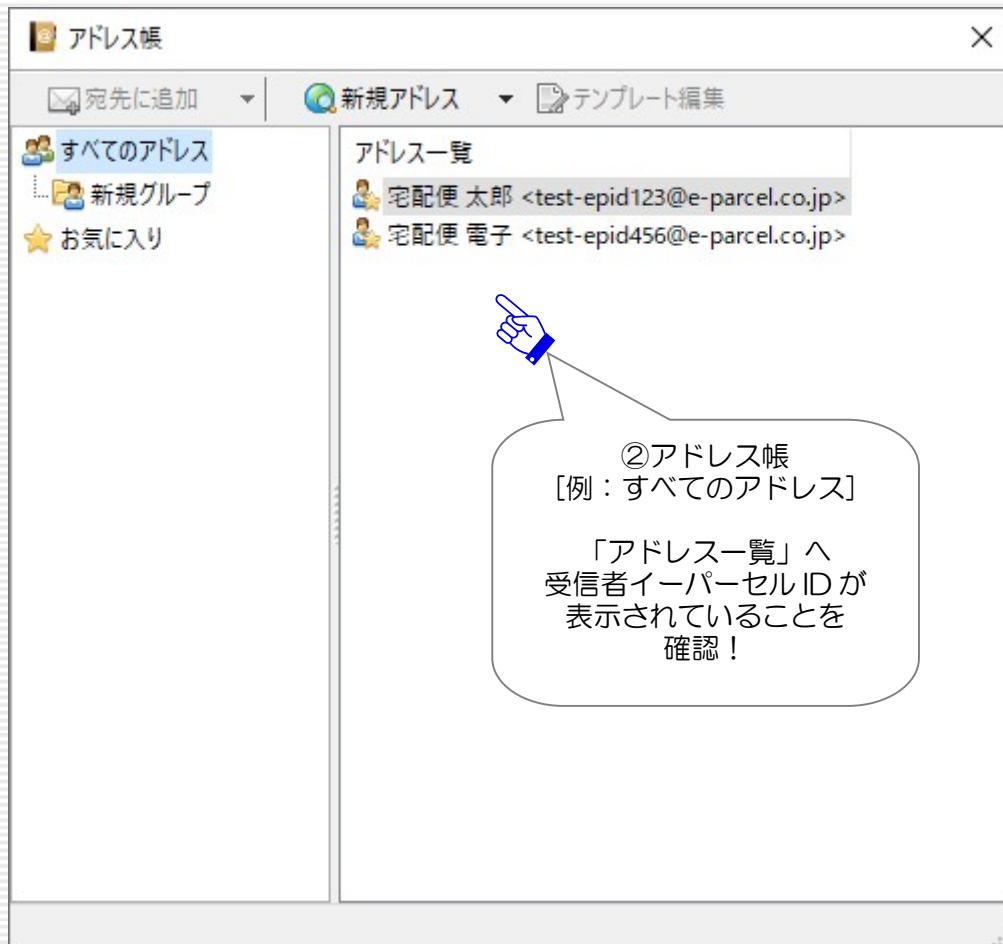 アドレス帳
宛先に追加
新規アドレス
テンプレート編集
すべてのアドレス
新規グループ
お気に入り
アドレス一覧
宅配便 太郎 <test-epid123@e-parcel.co.jp>
宅配便 電子 <test-epid456@e-parcel.co.jp>
②アドレス帳
[例：すべてのアドレス]
「アドレス一覧」へ
受信者イーパーセル ID が
表示されていることを
確認！